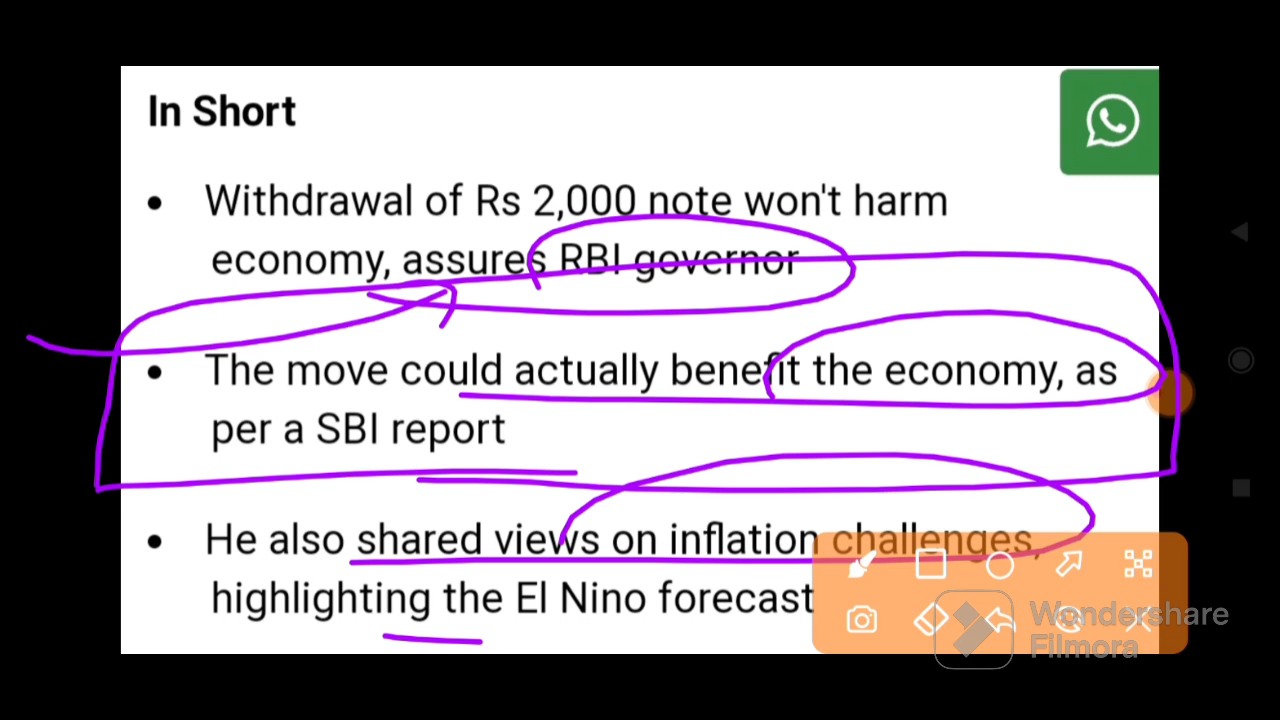 In Short
• Withdrawal of Rs 2,000 note won't harm
economy, assures RBI governor
• The move could actually benefit the economy, as
per a SBI report
• He also shared views on inflation challenges,
highlighting the El Nino forecast
Wondershare
Filmora